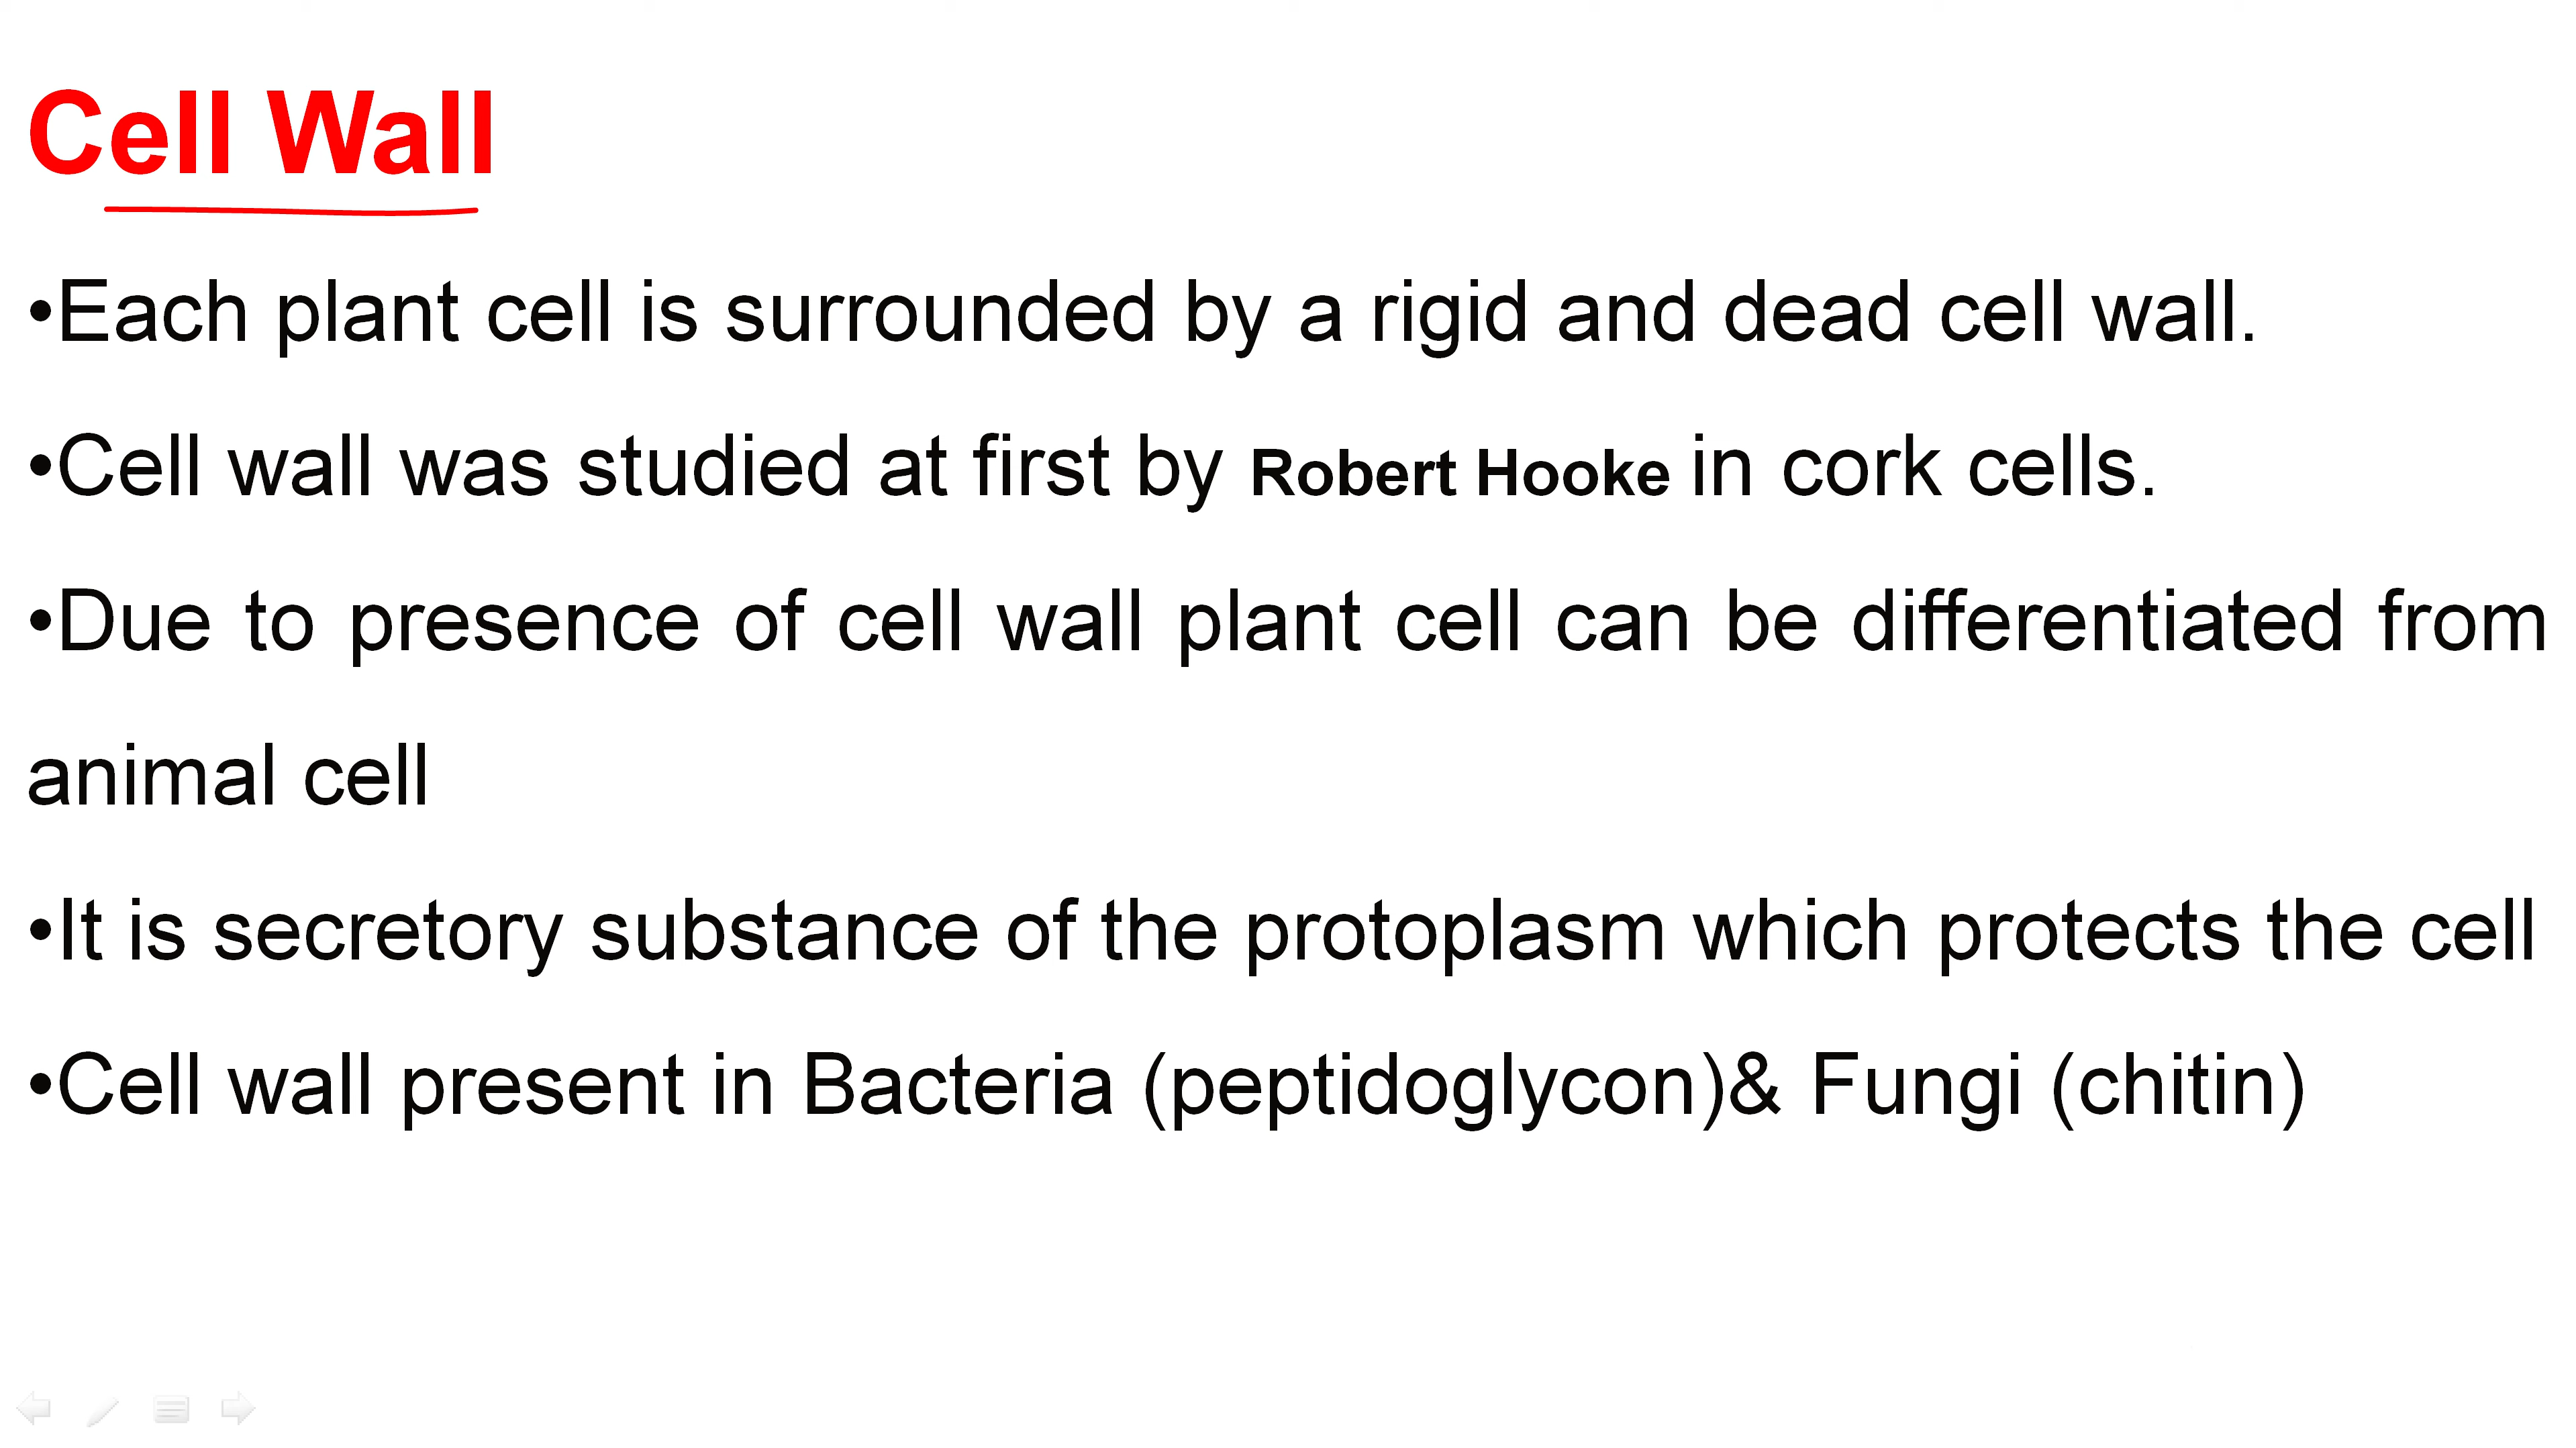 Cell Wall
•Each plant cell is surrounded by a rigid and dead cell wall.
•Cell wall was studied at first by Robert Hooke in cork cells.
•Due to presence of cell wall plant cell can be differentiated from
animal cell
•It is secretory substance of the protoplasm which protects the cell
•Cell wall present in Bacteria (peptidoglycon)& Fungi (chitin)